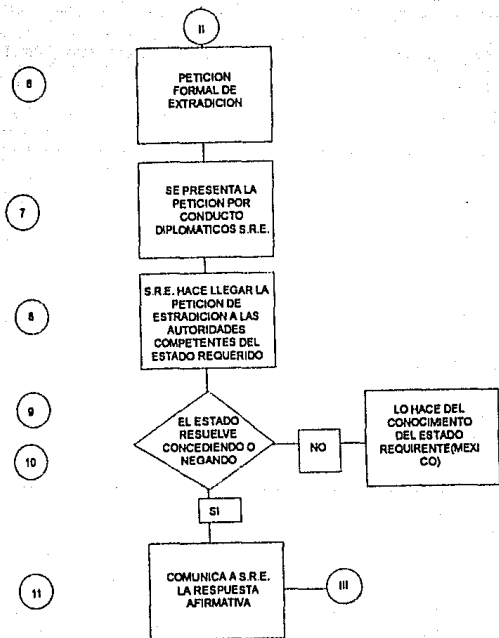 II
6
PETICION
FORMAL DE
EXTRADICION
7
SE PRESENTA LA
PETICION POR
CONDUCTO
DIPLOMATICOS S.R.E.
8
S.R.E. HACE LLEGAR LA
PETICION DE
ESTRADICION A LAS
AUTORIDADES
COMPETENTES DEL
ESTADO REQUERIDO
9
10
EL ESTADO
RESUELVE
CONCEDIENDO O
NEGANDO
NO
LO HACE DEL
CONOCIMIENTO
DEL ESTADO
REQUIRENTE(MEXI
CO)
SI
11
COMUNICA A S.R.E.
LA RESPUESTA
AFIRMATIVA
III